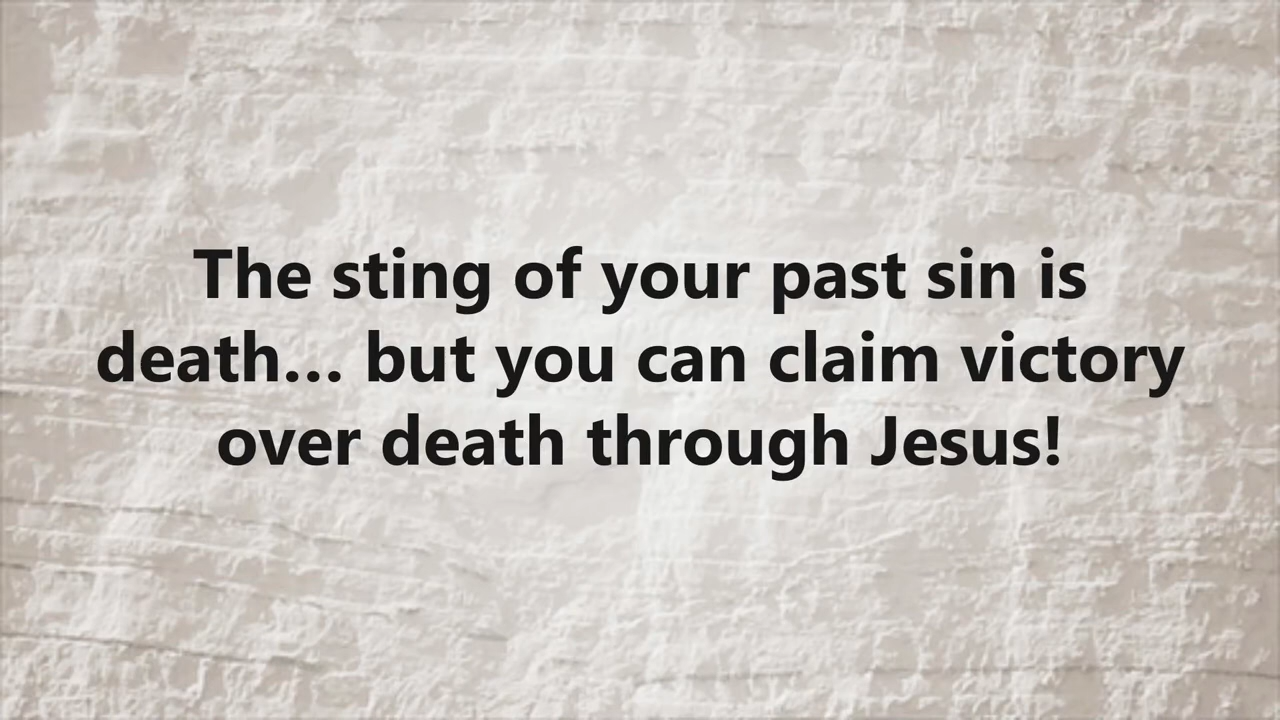 The sting of your past sin is
death... but you can claim victory
over death through Jesus!